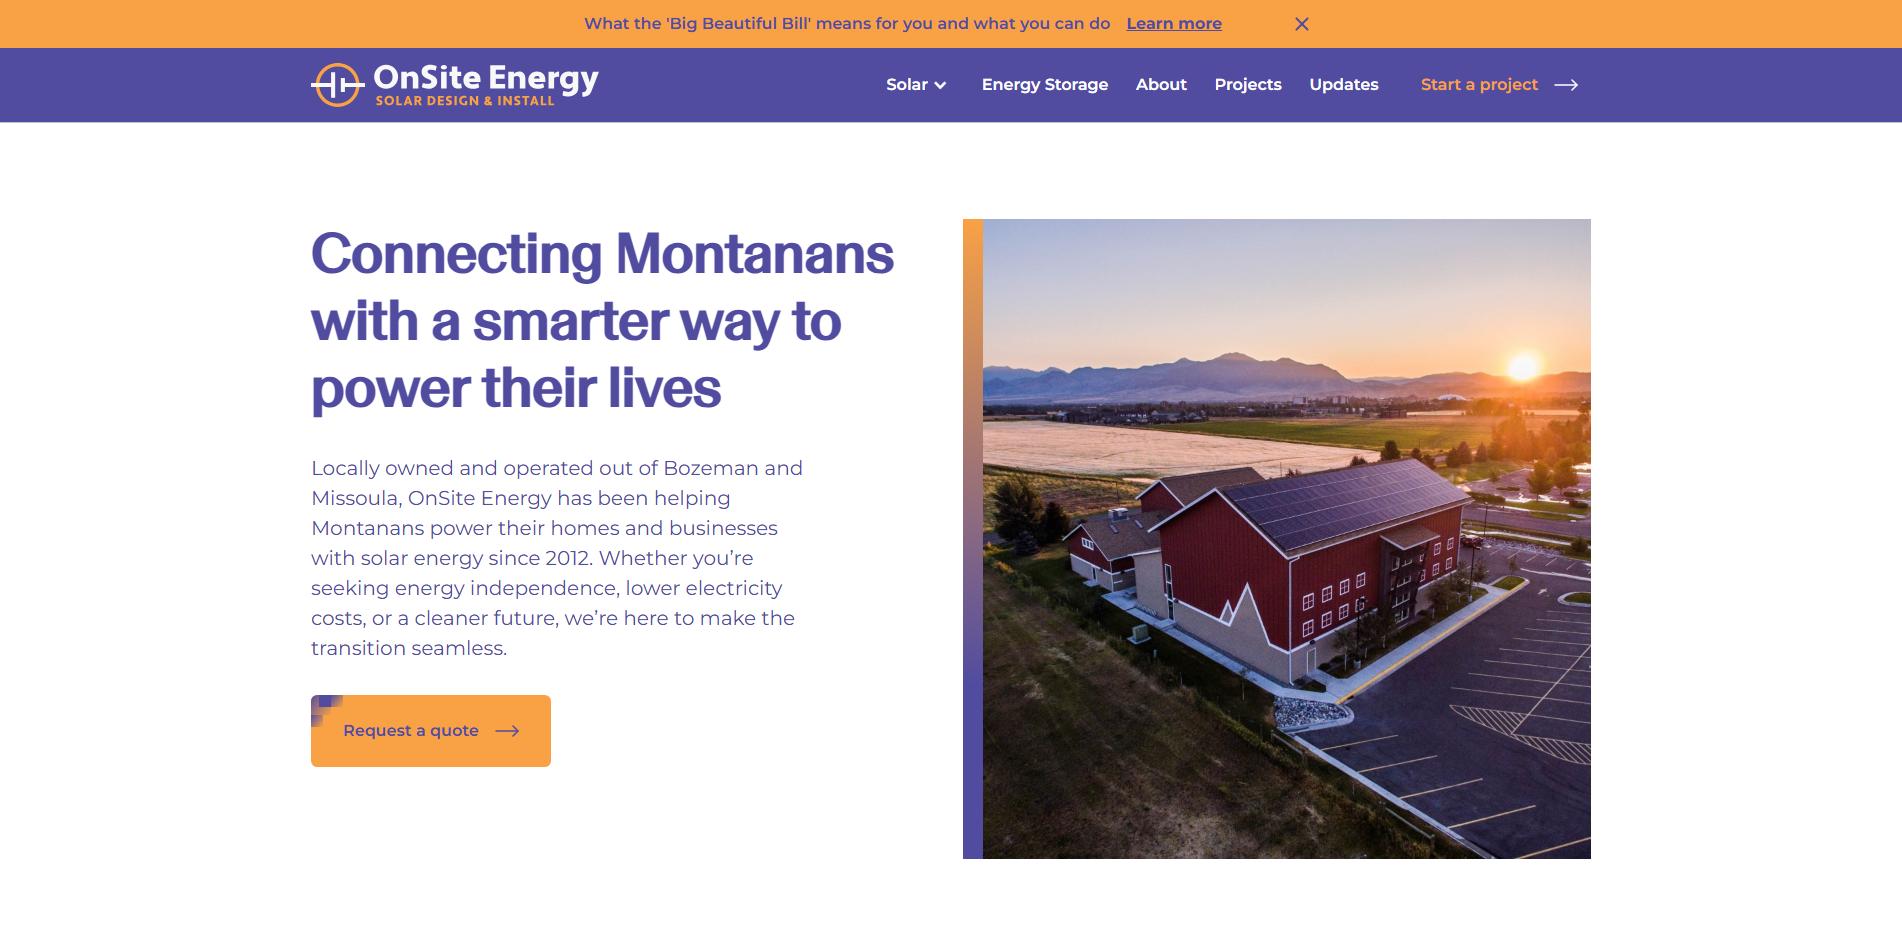 What the 'Big Beautiful Bill' means for you and what you can do Learn more
OnSite Energy
SOLAR DESIGN & INSTALL
Solar Energy Storage About Projects Updates Start a project
Connecting Montanans
with a smarter way to
power their lives
Locally owned and operated out of Bozeman and
Missoula, OnSite Energy has been helping
Montanans power their homes and businesses
with solar energy since 2012. Whether you’re
seeking energy independence, lower electricity
costs, or a cleaner future, we’re here to make the
transition seamless.
Request a quote